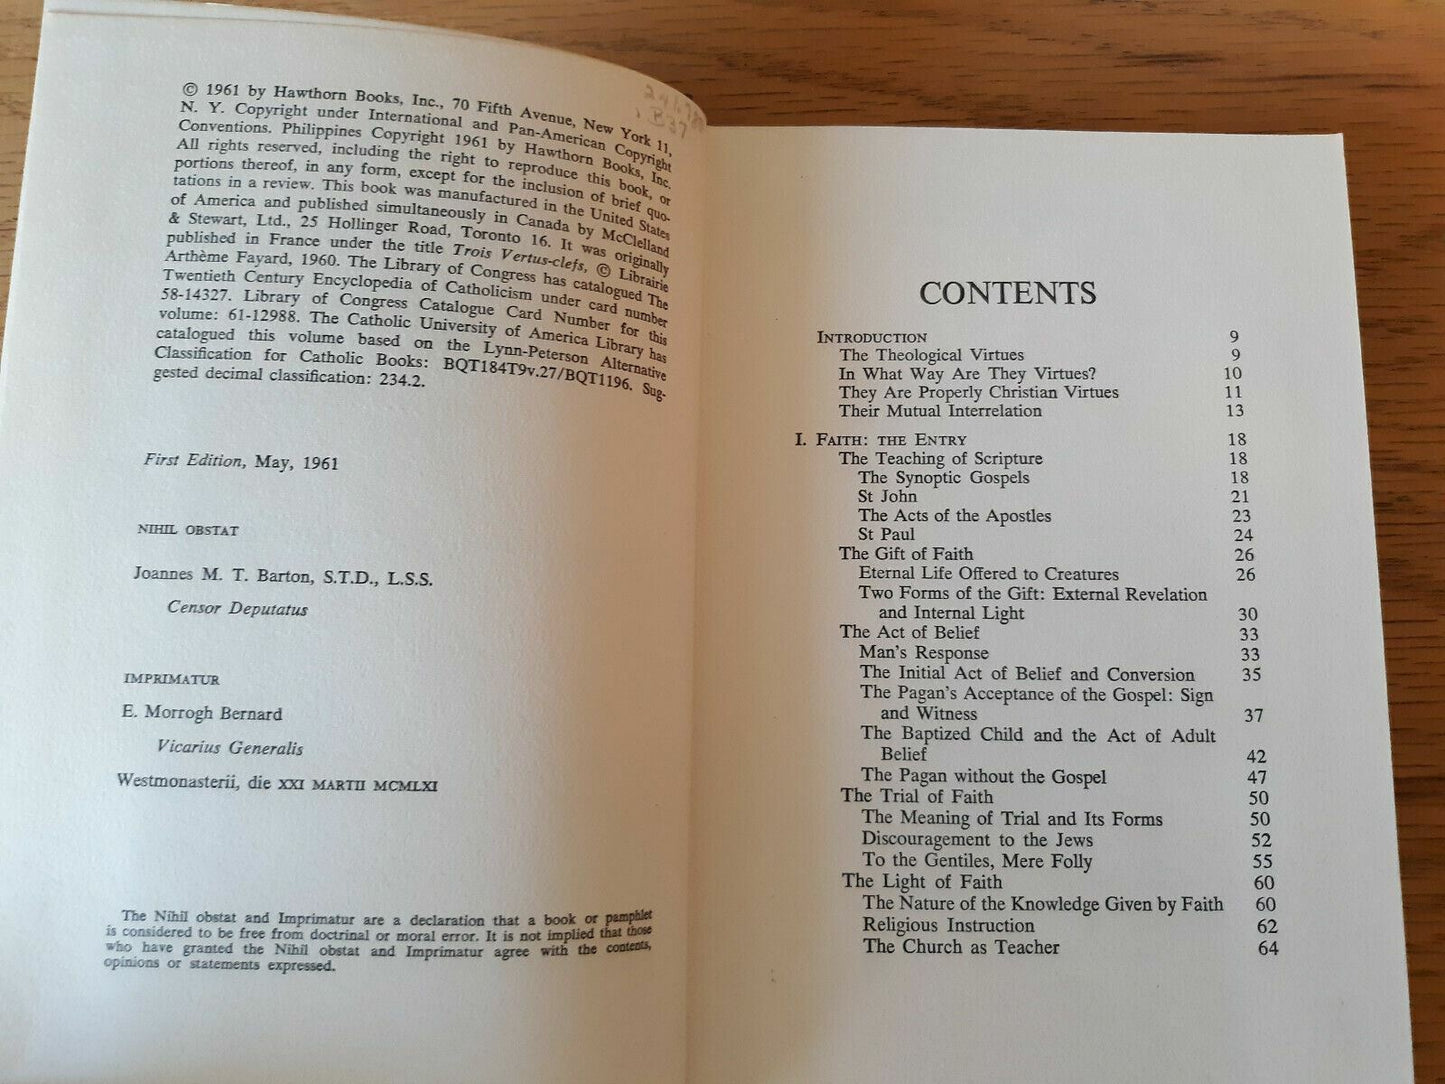 © 1961 by Hawthorn Books, Inc., 70 Fifth Avenue, New York 11,
N. Y. Copyright under International and Pan-American Copyright
Conventions. Philippines Copyright 1961 by Hawthorn Books, Inc.
All rights reserved, including the right to reproduce this book, or
portions thereof, in any form, except for the inclusion of brief quo-
tations in a review. This book was manufactured in the United States
of America and published simultaneously in Canada by McClelland
& Stewart, Ltd., 25 Hollinger Road, Toronto 16. It was originally
published in France under the title Trois Vertus-clefs, © Librairie
Arthème Fayard, 1960. The Library of Congress has catalogued The
Twentieth Century Encyclopedia of Catholicism under card number
58-14327. Library of Congress Catalogue Card Number for this
volume: 61-12988. The Catholic University of America Library has
catalogued this volume based on the Lynn-Peterson Alternative
Classification for Catholic Books: BQT184T9v.27/BQT1196. Sug-
gested decimal classification: 234.2.
First Edition, May, 1961
NIHIL OBSTAT
Joannes M. T. Barton, S.T.D., L.S.S.
Censor Deputatus
IMPRIMATUR
E. Morrogh Bernard
Vicarius Generalis
Westmonasterii, die XXI MARTII MCMLXI
The Nihil obstat and Imprimatur are a declaration that a book or pamphlet
is considered to be free from doctrinal or moral error. It is not implied that those
who have granted the Nihil obstat and Imprimatur agree with the contents,
opinions or statements expressed.
CONTENTS
INTRODUCTION 9
The Theological Virtues 9
In What Way Are They Virtues? 10
They Are Properly Christian Virtues 11
Their Mutual Interrelation 13
I. FAITH: THE ENTRY 18
The Teaching of Scripture 18
The Synoptic Gospels 18
St John 21
The Acts of the Apostles 23
St Paul 24
The Gift of Faith 26
Eternal Life Offered to Creatures 26
Two Forms of the Gift: External Revelation
and Internal Light 30
The Act of Belief 33
Man's Response 33
The Initial Act of Belief and Conversion 35
The Pagan's Acceptance of the Gospel: Sign
and Witness 37
The Baptized Child and the Act of Adult
Belief 42
The Pagan without the Gospel 47
The Trial of Faith 50
The Meaning of Trial and Its Forms 50
Discouragement to the Jews 52
To the Gentiles, Mere Folly 55
The Light of Faith 60
The Nature of the Knowledge Given by Faith 60
Religious Instruction 62
The Church as Teacher 64